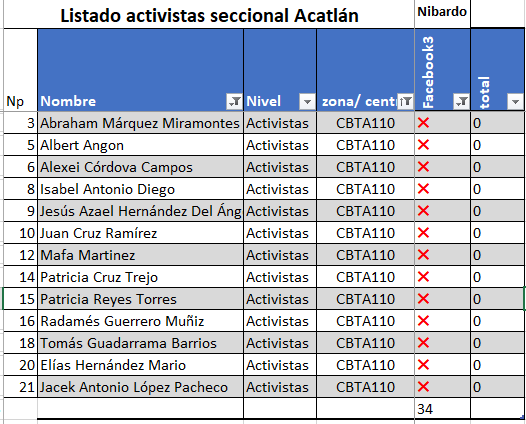 Listado activistas seccional Acatlán
Nibardo
Np Nombre Nivel zona/ cent Facebook3 total
3 Abraham Márquez Miramontes Activistas CBTA110 0
5 Albert Angon Activistas CBTA110 0
6 Alexei Córdova Campos Activistas CBTA110 0
8 Isabel Antonio Diego Activistas CBTA110 0
9 Jesús Azael Hernández Del Áng Activistas CBTA110 0
10 Juan Cruz Ramírez Activistas CBTA110 0
12 Mafa Martinez Activistas CBTA110 0
14 Patricia Cruz Trejo Activistas CBTA110 0
15 Patricia Reyes Torres Activistas CBTA110 0
16 Radamés Guerrero Muñiz Activistas CBTA110 0
18 Tomás Guadarrama Barrios Activistas CBTA110 0
20 Elías Hernández Mario Activistas CBTA110 0
21 Jacek Antonio López Pacheco Activistas CBTA110 0
34